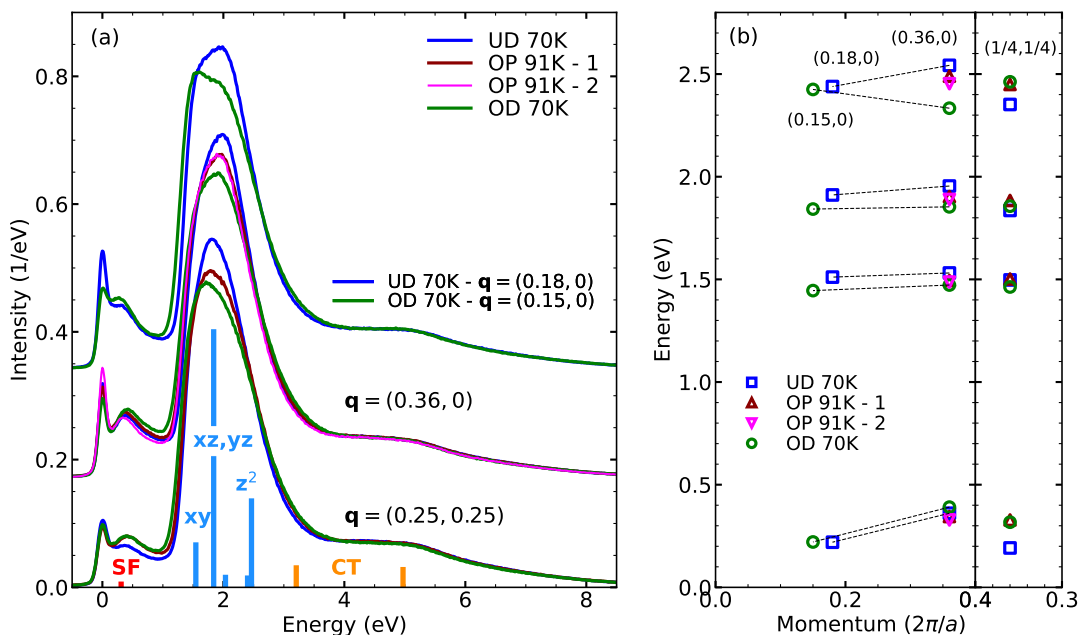 (a)
UD 70K
OP 91K - 1
OP 91K - 2
OD 70K
UD 70K - q = (0.18, 0)
OD 70K - q = (0.15, 0)
q = (0.36, 0)
xz,yz
z²
xy
q = (0.25, 0.25)
SF
CT
0.8
0.6
0.4
0.2
0.0
Intensity (1/eV)
0 2 4 6 8
Energy (eV)
(b)
(0.36,0)
(0.18,0)
(1/4,1/4)
(0.15,0)
2.5
2.0
1.5
1.0
0.5
0.0
Energy (eV)
UD 70K
OP 91K - 1
OP 91K - 2
OD 70K
0.0 0.2 0.4 0.3
Momentum (2π/a)